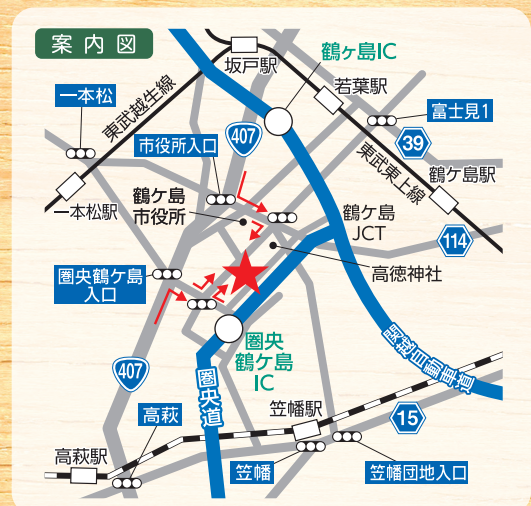 案内図
坂戸駅
鶴ヶ島IC
若葉駅
一本松
東武越生線
富士見1
407
39
市役所入口
東武東上線
鶴ヶ島駅
一本松駅
鶴ヶ島
市役所
鶴ヶ島
JCT
114
高徳神社
圏央鶴ケ島
入口
圏央
鶴ヶ島
IC
関越自動車道
407
圏央道
高萩
笠幡駅
15
高萩駅
笠幡
笠幡団地入口